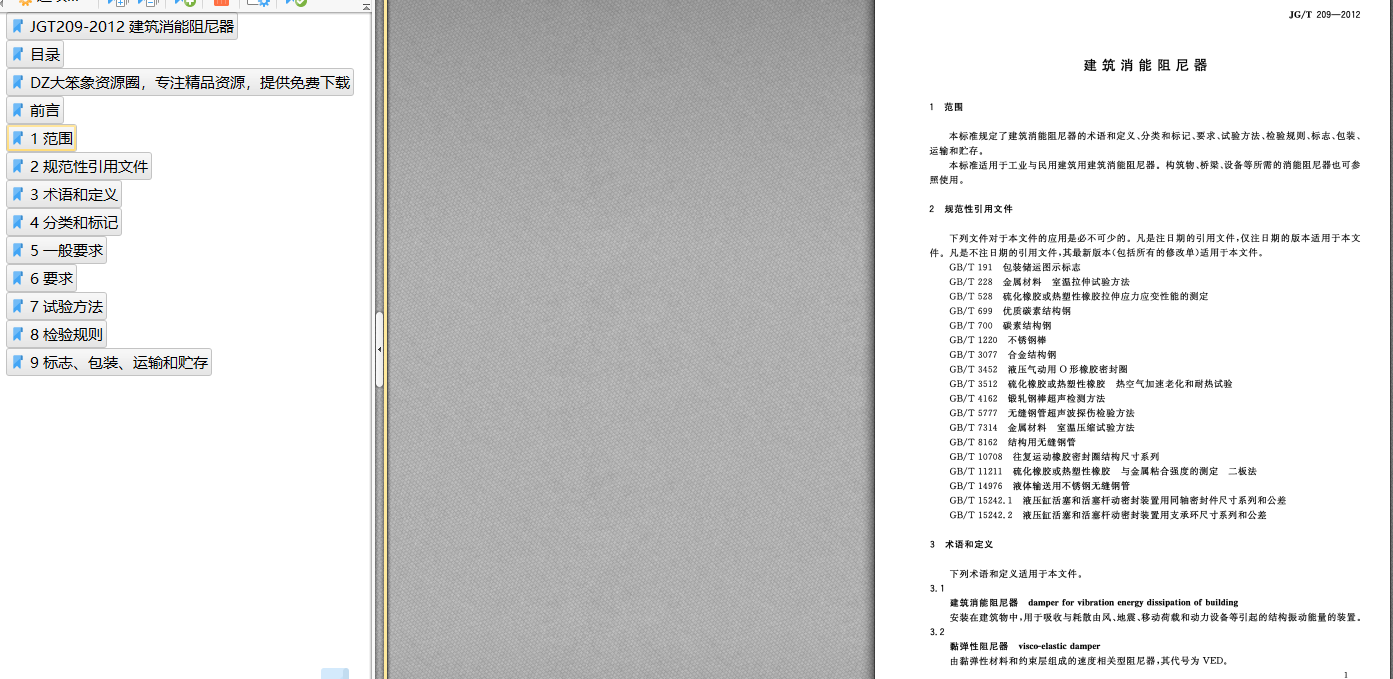 JGT209-2012 建筑消能阻尼器
目录
DZ大笨象资源圈，专注精品资源，提供免费下载
前言
1 范围
2 规范性引用文件
3 术语和定义
4 分类和标记
5 一般要求
6 要求
7 试验方法
8 检验规则
9 标志、包装、运输和贮存
JG/T 209—2012
建筑消能阻尼器
1 范围
本标准规定了建筑消能阻尼器的术语和定义、分类和标记、要求、试验方法、检验规则、标志、包装、
运输和贮存。
本标准适用于工业与民用建筑用建筑消能阻尼器。构筑物、桥梁、设备等所需的消能阻尼器也可参
照使用。
2 规范性引用文件
下列文件对于本文件的应用是必不可少的。凡是注日期的引用文件,仅注日期的版本适用于本文
件。凡是不注日期的引用文件,其最新版本(包括所有的修改单)适用于本文件。
GB/T 191 包装储运图示标志
GB/T 228 金属材料 室温拉伸试验方法
GB/T 528 硫化橡胶或热塑性橡胶拉伸应力应变性能的测定
GB/T 699 优质碳素结构钢
GB/T 700 碳素结构钢
GB/T 1220 不锈钢棒
GB/T 3077 合金结构钢
GB/T 3452 液压气动用 O 形橡胶密封圈
GB/T 3512 硫化橡胶或热塑性橡胶 热空气加速老化和耐热试验
GB/T 4162 锻轧钢棒超声检测方法
GB/T 5777 无缝钢管超声波探伤检验方法
GB/T 7314 金属材料 室温压缩试验方法
GB/T 8162 结构用无缝钢管
GB/T 10708 往复运动橡胶密封圈结构尺寸系列
GB/T 11211 硫化橡胶或热塑性橡胶 与金属粘合强度的测定 二板法
GB/T 14976 液体输送用不锈钢无缝钢管
GB/T 15242.1 液压缸活塞和活塞杆动密封装置用同轴密封件尺寸系列和公差
GB/T 15242.2 液压缸活塞和活塞杆动密封装置用支承环尺寸系列和公差
3 术语和定义
下列术语和定义适用于本文件。
3.1
建筑消能阻尼器 damper for vibration energy dissipation of building
安装在建筑物中,用于吸收与耗散由风、地震、移动荷载和动力设备等引起的结构振动能量的装置。
3.2
黏弹性阻尼器 visco-elastic damper
由黏弹性材料和约束层组成的速度相关型阻尼器,其代号为 VED。
1